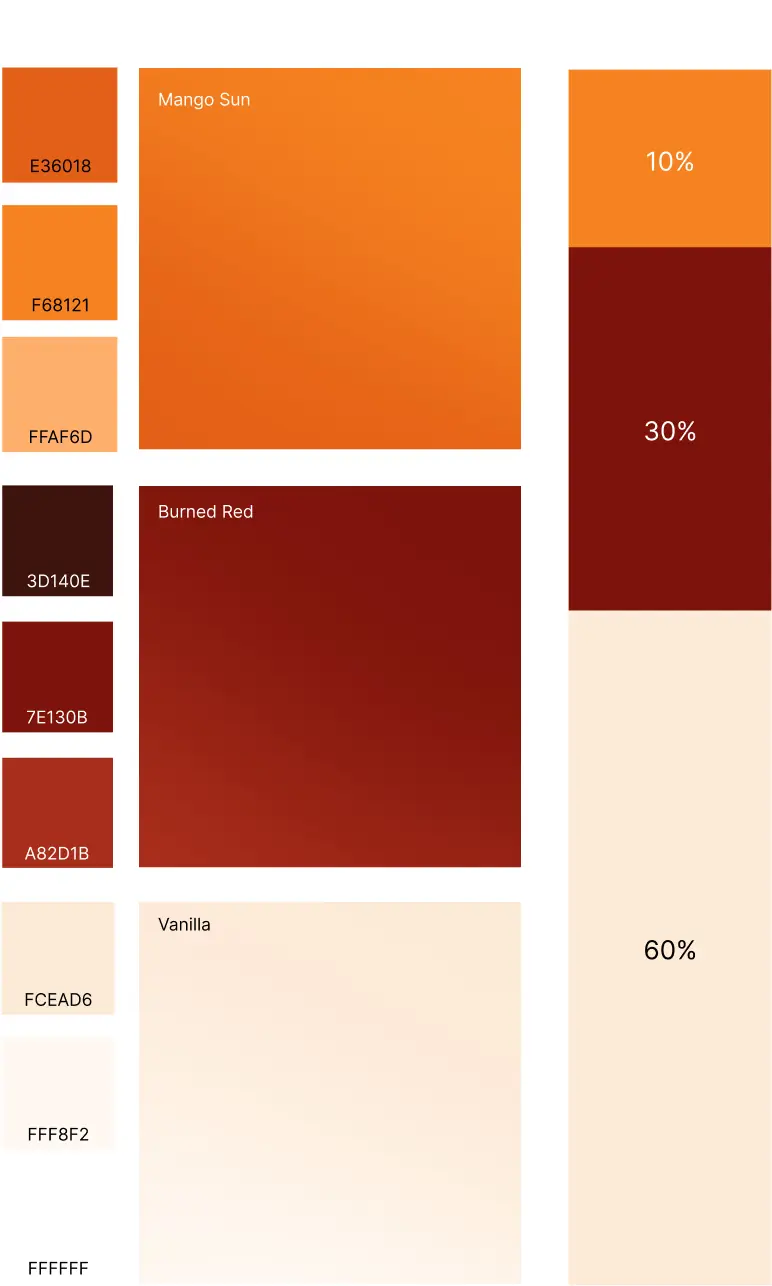 Mango Sun
E36018
F68121
FFAF6D
10%
30%
Burned Red
3D140E
7E130B
A82D1B
Vanilla
FCEAD6
FFF8F2
FFFFFF
60%